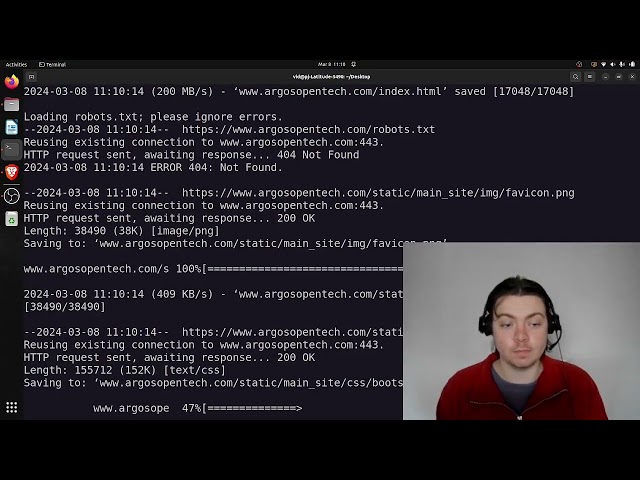 Activities
Terminal
Mar 8 11:10
vid@pj-Latitude-5490: ~/Desktop
2024-03-08 11:10:14 (200 MB/s) - ‘www.argosopentech.com/index.html’ saved [17048/17048]
Loading robots.txt; please ignore errors.
--2024-03-08 11:10:14--  https://www.argosopentech.com/robots.txt
Reusing existing connection to www.argosopentech.com:443.
HTTP request sent, awaiting response... 404 Not Found
2024-03-08 11:10:14 ERROR 404: Not Found.
--2024-03-08 11:10:14--  https://www.argosopentech.com/static/main_site/img/favicon.png
Reusing existing connection to www.argosopentech.com:443.
HTTP request sent, awaiting response... 200 OK
Length: 38490 (38K) [image/png]
Saving to: ‘www.argosopentech.com/static/main_site/img/favicon.png’
www.argosopentech.com/s 100%[================================
2024-03-08 11:10:14 (409 KB/s) - ‘www.argosopentech.com/stat
[38490/38490]
--2024-03-08 11:10:14--  https://www.argosopentech.com/stati
Reusing existing connection to www.argosopentech.com:443.
HTTP request sent, awaiting response... 200 OK
Length: 155712 (152K) [text/css]
Saving to: ‘www.argosopentech.com/static/main_site/css/boots
www.argosope  47%[==============>